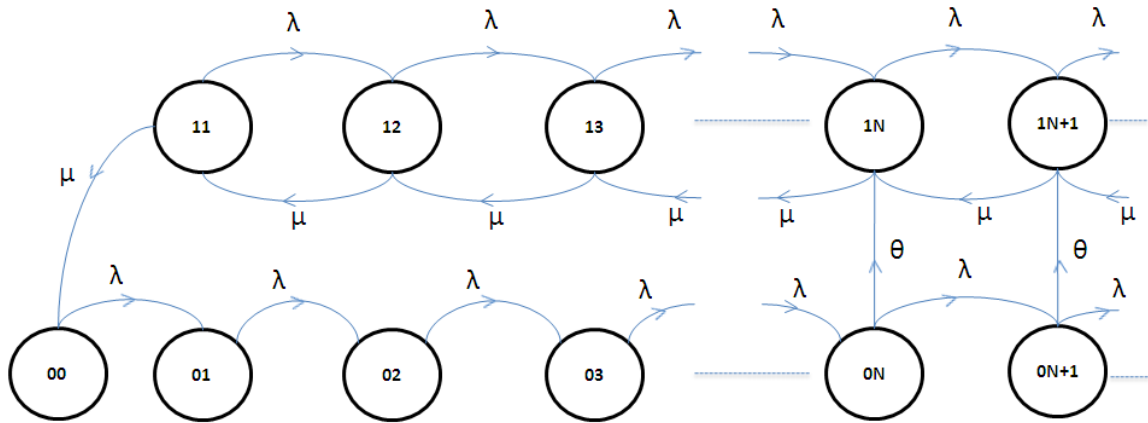 λ λ λ λ λ λ
11 12 13 1N 1N+1
μ
μ μ μ μ μ μ
θ θ
λ λ λ λ λ λ λ
00 01 02 03 0N 0N+1